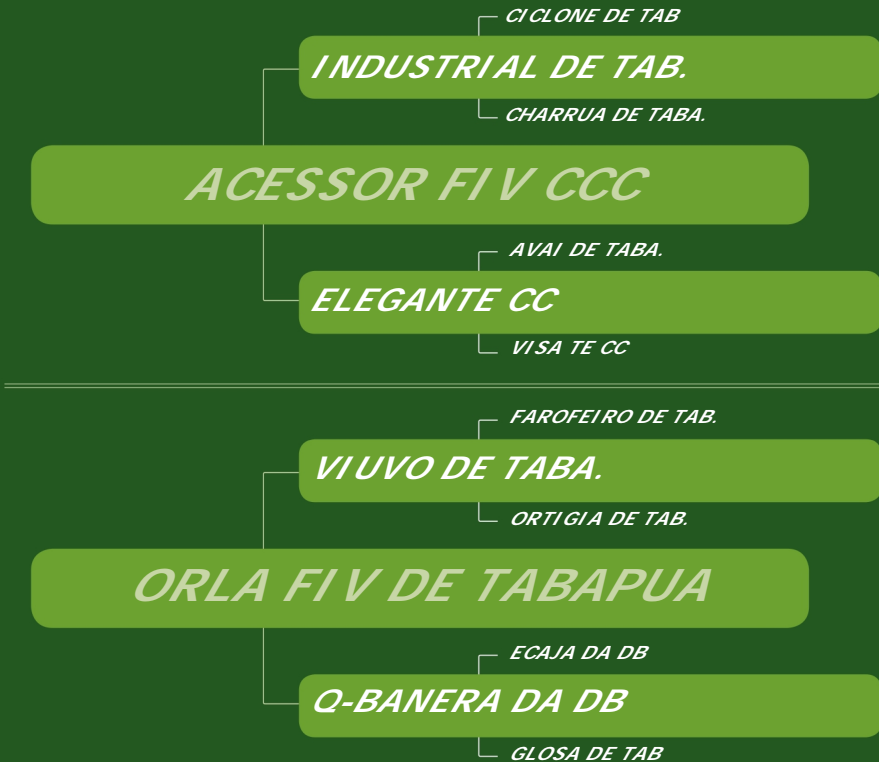 CICLONE DE TAB
INDUSTRIAL DE TAB.
CHARRUA DE TABA.
ACESSOR FIV CCC
AVAI DE TABA.
ELEGANTE CC
VISA TE CC
FAROFEIRO DE TAB.
VIUVO DE TABA.
ORTIGIA DE TAB.
ORLA FIV DE TABAPUA
ECAJA DA DB
Q-BANERA DA DB
GLOSA DE TAB